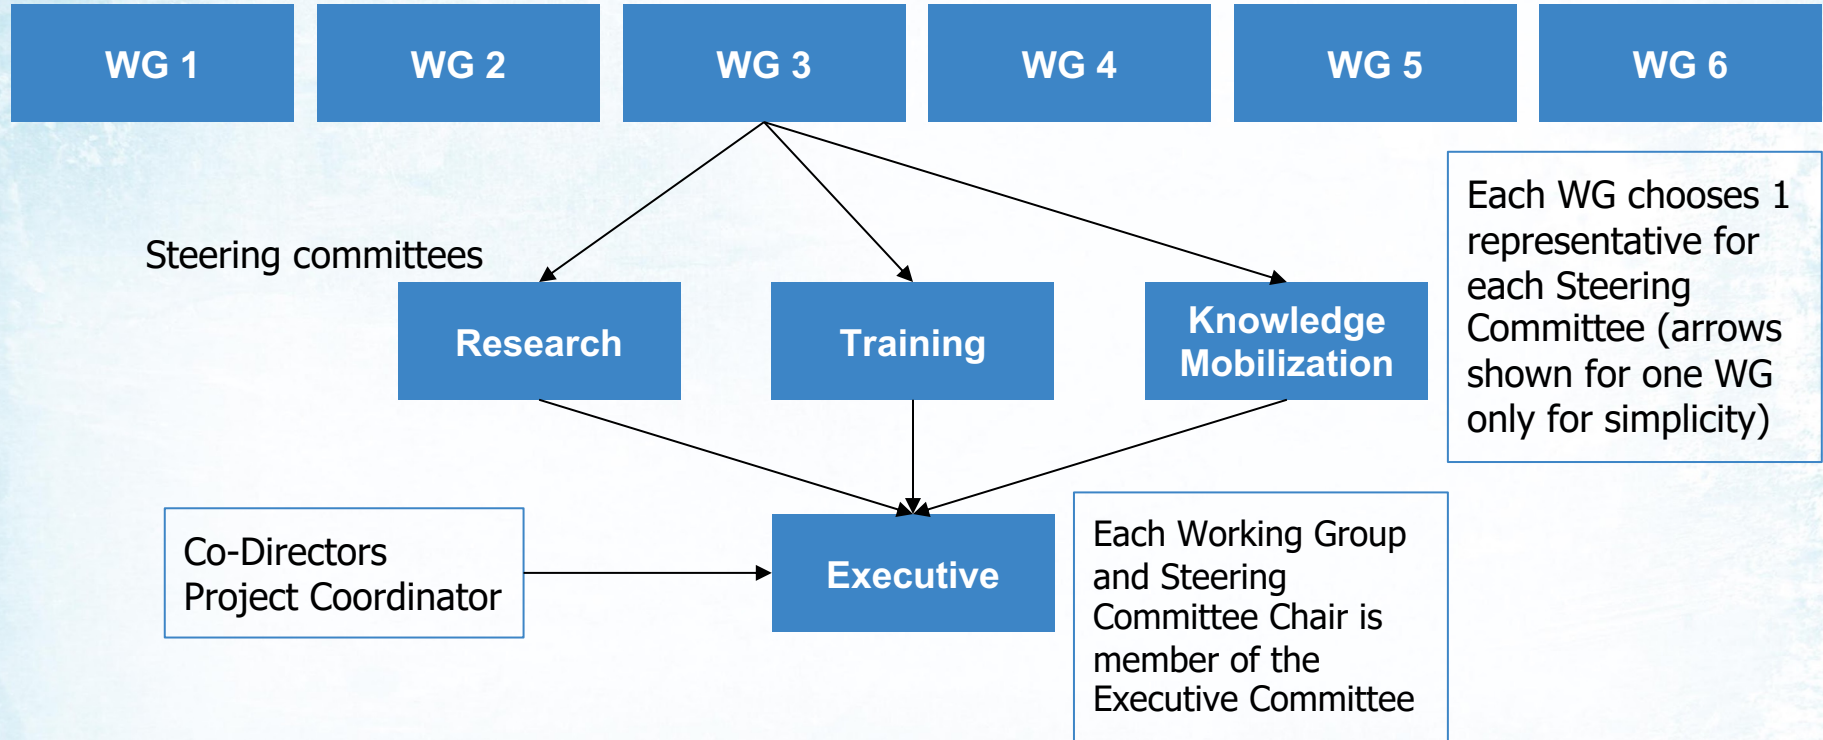 WG 1
WG 2
WG 3
WG 4
WG 5
WG 6
Each WG chooses 1
representative for
each Steering
Committee (arrows
shown for one WG
only for simplicity)
Steering committees
Research
Training
Knowledge
Mobilization
Co-Directors
Project Coordinator
Executive
Each Working Group
and Steering
Committee Chair is
member of the
Executive Committee